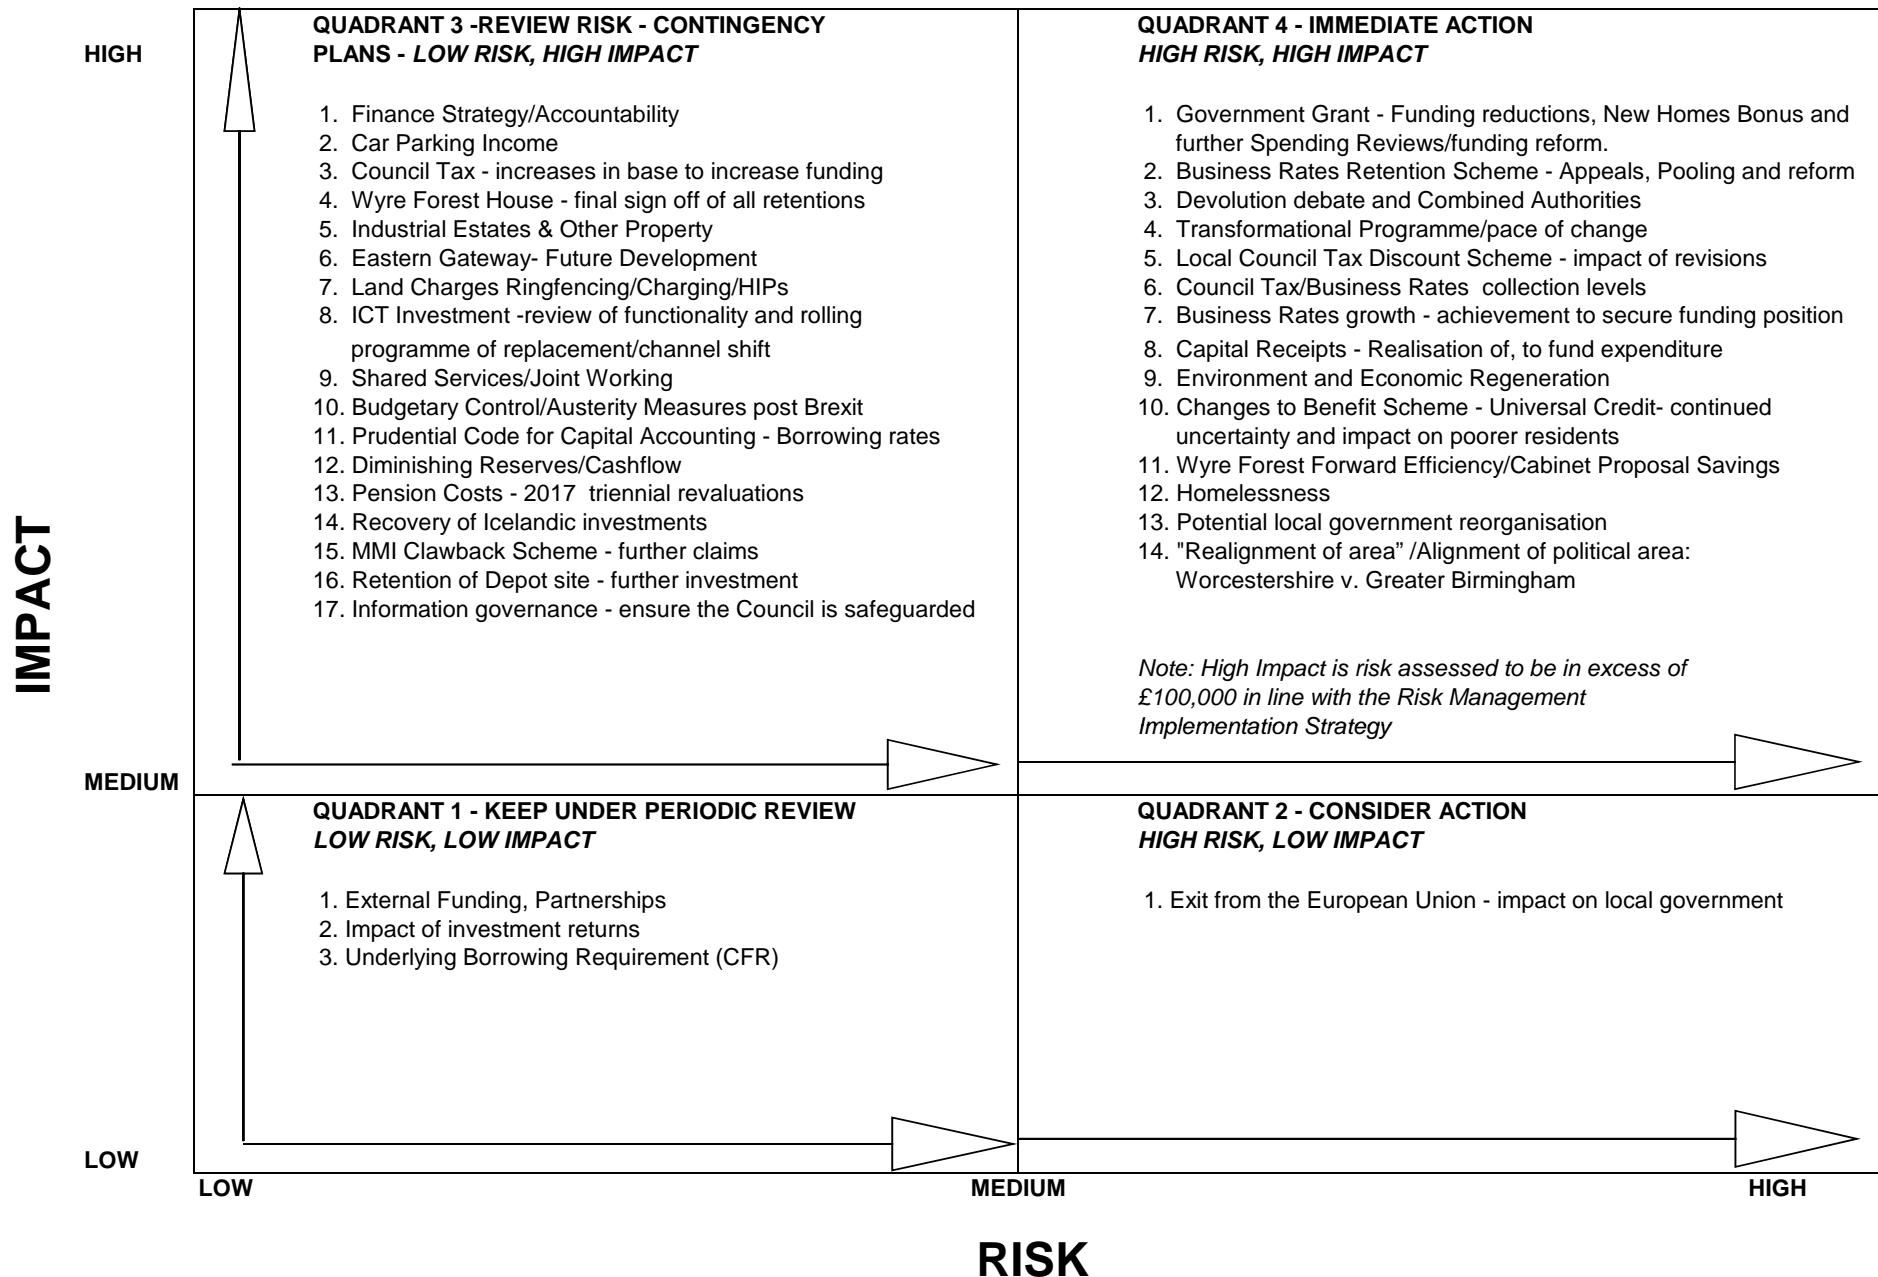 HIGH
QUADRANT 3 -REVIEW RISK - CONTINGENCY
PLANS - LOW RISK, HIGH IMPACT
1. Finance Strategy/Accountability
2. Car Parking Income
3. Council Tax - increases in base to increase funding
4. Wyre Forest House - final sign off of all retentions
5. Industrial Estates & Other Property
6. Eastern Gateway- Future Development
7. Land Charges Ringfencing/Charging/HIPs
8. ICT Investment -review of functionality and rolling
programme of replacement/channel shift
9. Shared Services/Joint Working
10. Budgetary Control/Austerity Measures post Brexit
11. Prudential Code for Capital Accounting - Borrowing rates
12. Diminishing Reserves/Cashflow
13. Pension Costs - 2017 triennial revaluations
14. Recovery of Icelandic investments
15. MMI Clawback Scheme - further claims
16. Retention of Depot site - further investment
17. Information governance - ensure the Council is safeguarded
QUADRANT 4 - IMMEDIATE ACTION
HIGH RISK, HIGH IMPACT
1. Government Grant - Funding reductions, New Homes Bonus and
further Spending Reviews/funding reform.
2. Business Rates Retention Scheme - Appeals, Pooling and reform
3. Devolution debate and Combined Authorities
4. Transformational Programme/pace of change
5. Local Council Tax Discount Scheme - impact of revisions
6. Council Tax/Business Rates collection levels
7. Business Rates growth - achievement to secure funding position
8. Capital Receipts - Realisation of, to fund expenditure
9. Environment and Economic Regeneration
10. Changes to Benefit Scheme - Universal Credit- continued
uncertainty and impact on poorer residents
11. Wyre Forest Forward Efficiency/Cabinet Proposal Savings
12. Homelessness
13. Potential local government reorganisation
14. "Realignment of area” /Alignment of political area:
Worcestershire v. Greater Birmingham
Note: High Impact is risk assessed to be in excess of
£100,000 in line with the Risk Management
Implementation Strategy
IMPACT
MEDIUM
QUADRANT 1 - KEEP UNDER PERIODIC REVIEW
LOW RISK, LOW IMPACT
1. External Funding, Partnerships
2. Impact of investment returns
3. Underlying Borrowing Requirement (CFR)
QUADRANT 2 - CONSIDER ACTION
HIGH RISK, LOW IMPACT
1. Exit from the European Union - impact on local government
LOW
LOW
MEDIUM
HIGH
RISK